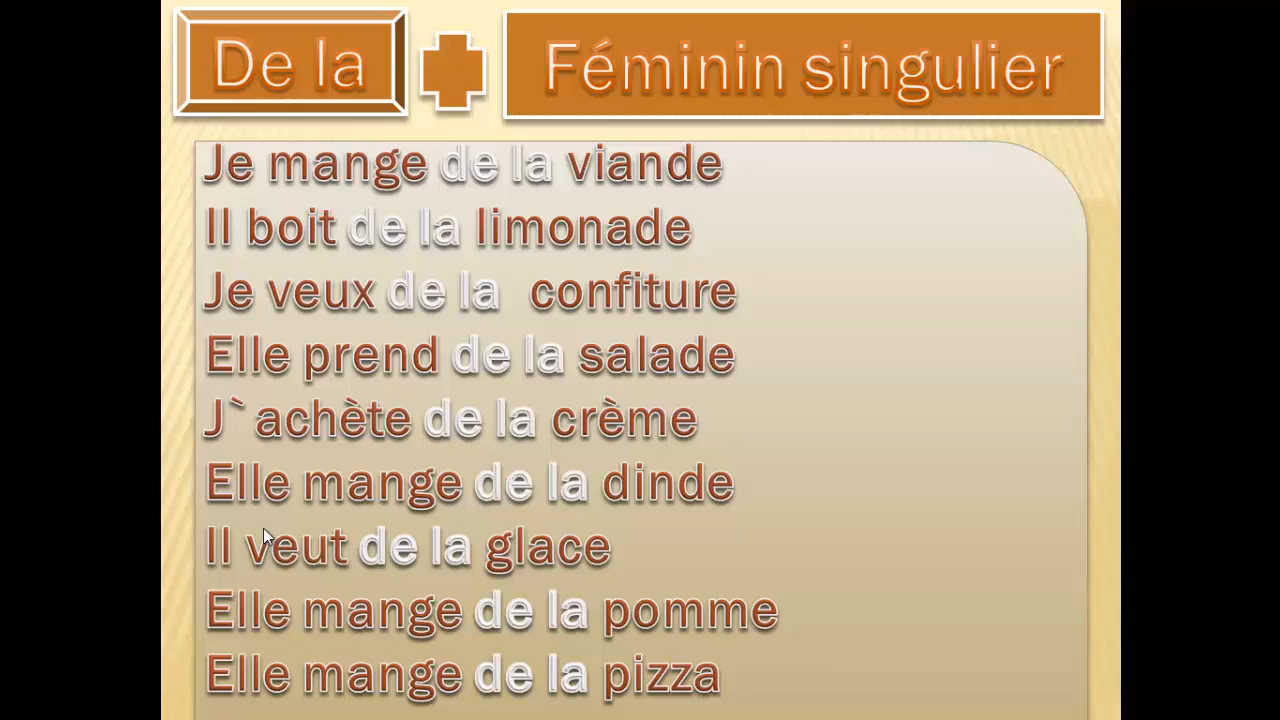 De la
Féminin singulier
Je mange de la viande
Il boit de la limonade
Je veux de la confiture
Elle prend de la salade
J`achète de la crème
Elle mange de la dinde
Il veut de la glace
Elle mange de la pomme
Elle mange de la pizza